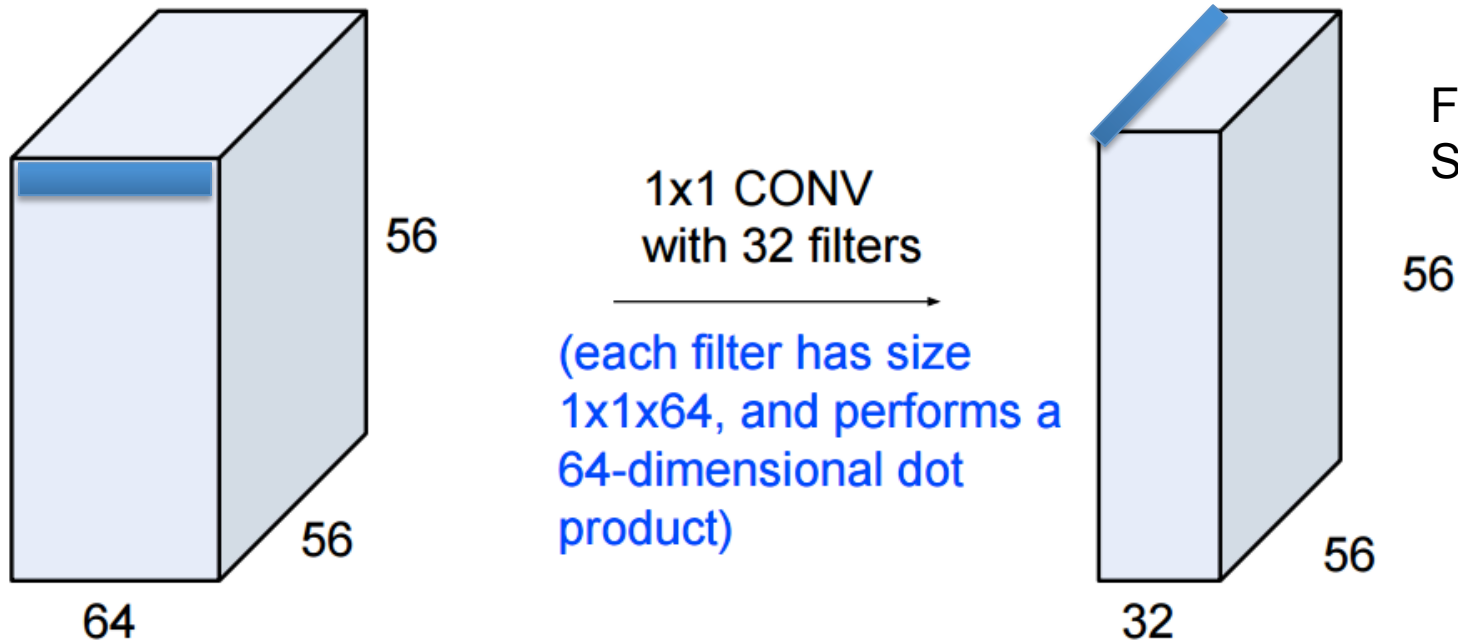 56
56
64
1x1 CONV
with 32 filters
(each filter has size
1x1x64, and performs a
64-dimensional dot
product)
F
S
56
56
32